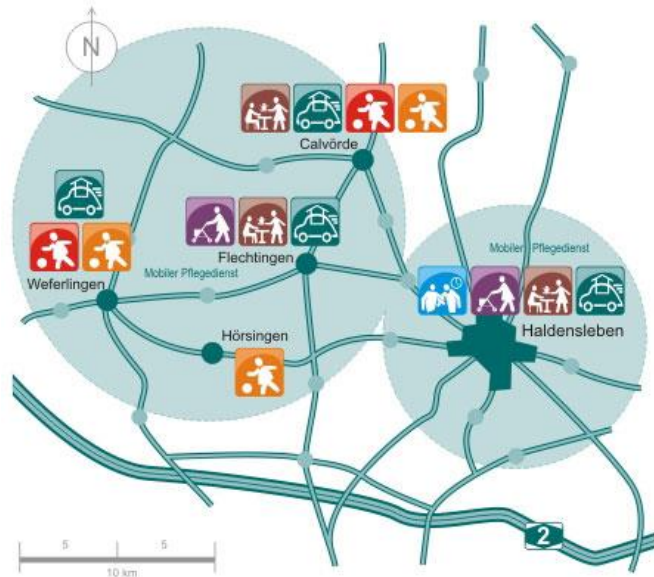 N
Calvörde
Flechtingen
Mobiler Pflegedienst
Weferlingen
Mobiler Pflegedienst
Haldensleben
Hörsingen
2
5 5
10 km